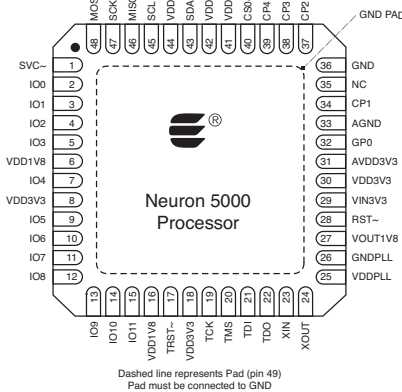 MOSI
SCK
MISO
SCL
VDD
SDA
VDD
VDD
CS0~
CP4
CP3
CP2
GND PAD
48
47
46
45
44
43
42
41
40
39
38
37
SVC~ 1
IO0 2
IO1 3
IO2 4
IO3 5
VDD1V8 6
IO4 7
VDD3V3 8
IO5 9
IO6 10
IO7 11
IO8 12
36 GND
35 NC
34 CP1
33 AGND
32 GP0
31 AVDD3V3
30 VDD3V3
29 VIN3V3
28 RST~
27 VOUT1V8
26 GNDPLL
25 VDDPLL
®
Neuron 5000
Processor
13
14
15
16
17
18
19
20
21
22
23
24
IO9
IO10
IO11
VDD1V8
TRST~
VDD3V3
TCK
TMS
TDI
TDO
XIN
XOUT
Dashed line represents Pad (pin 49)
Pad must be connected to GND